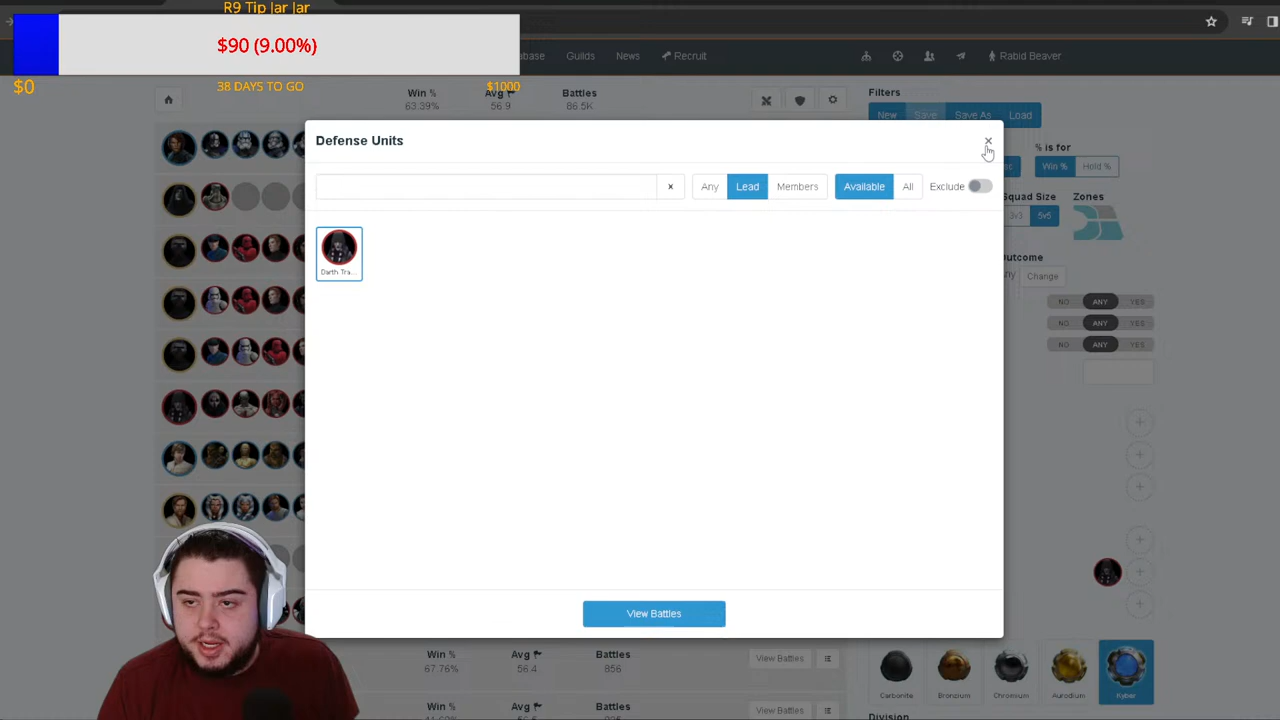 R9 Tip Jar Jar
$90 (9.00%)
$0
38 DAYS TO GO
$1000
Guilds
News
Recruit
Rabid Beaver
Win %
63.39%
56.9
Battles
86.5K
Filters
New
Save
Save As
Load
Defense Units
Any
Lead
Members
Available
All
Exclude
% is for
Win %
Hold %
Squad Size
3v3
5v5
Zones
Change
Darth Tra...
NO
ANY
YES
NO
ANY
YES
NO
ANY
YES
View Battles
Win %
67.76%
Avg
56.4
Battles
856
View Battles
Win %
Avg
Battles
View Battles
Carbonite
Bronzium
Chromium
Aurodium
Kyber
Division